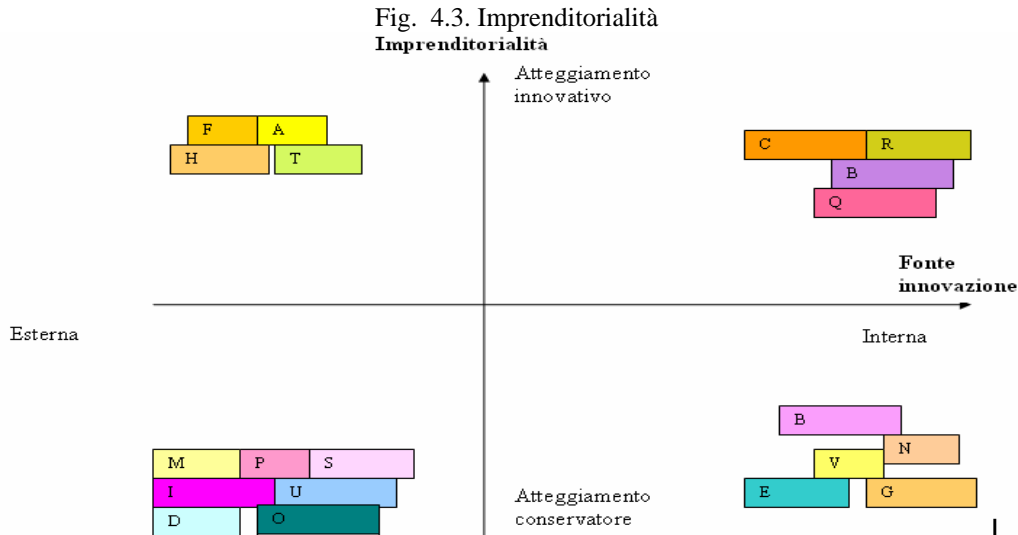 Fig. 4.3. Imprenditorialità
Imprenditorialità
Atteggiamento
innovativo
F
A
H
T
C
R
B
Q
Fonte
innovazione
Esterna
Interna
B
N
M
P
S
V
I
U
E
G
D
O
Atteggiamento
conservatore